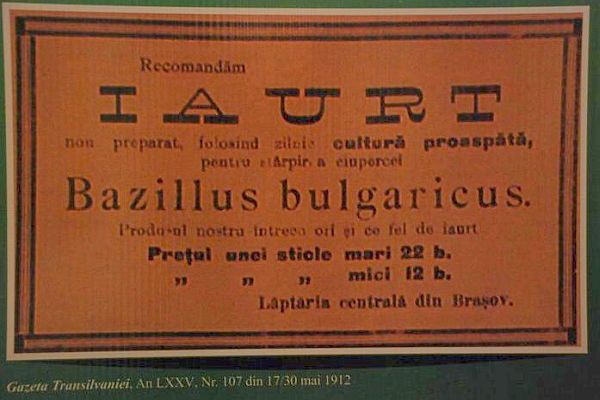 Recomandăm
IAURT
nou preparat, folosind zilnic cultură proaspătă,
pentru stârpirea ciupercei
Bazillus bulgaricus.
Produsul nostru întrece ori și ce fel de iaurt
Prețul unei sticle mari 22 b.
„ „ „ mici 12 b.
Lăptăria centrală din Brașov.
Gazeta Transilvaniei, An LXXV, Nr. 107 din 17/30 mai 1912